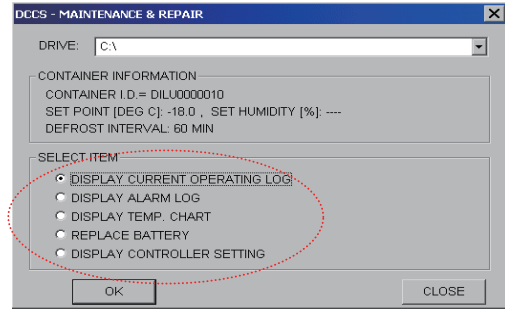 DCCS - MAINTENANCE & REPAIR
DRIVE: C:\
CONTAINER INFORMATION
CONTAINER I.D.= DILU0000010
SET POINT [DEG C]: -18.0 , SET HUMIDITY [%]: ----
DEFROST INTERVAL: 60 MIN
SELECT ITEM
DISPLAY CURRENT OPERATING LOG
DISPLAY ALARM LOG
DISPLAY TEMP. CHART
REPLACE BATTERY
DISPLAY CONTROLLER SETTING
OK CLOSE